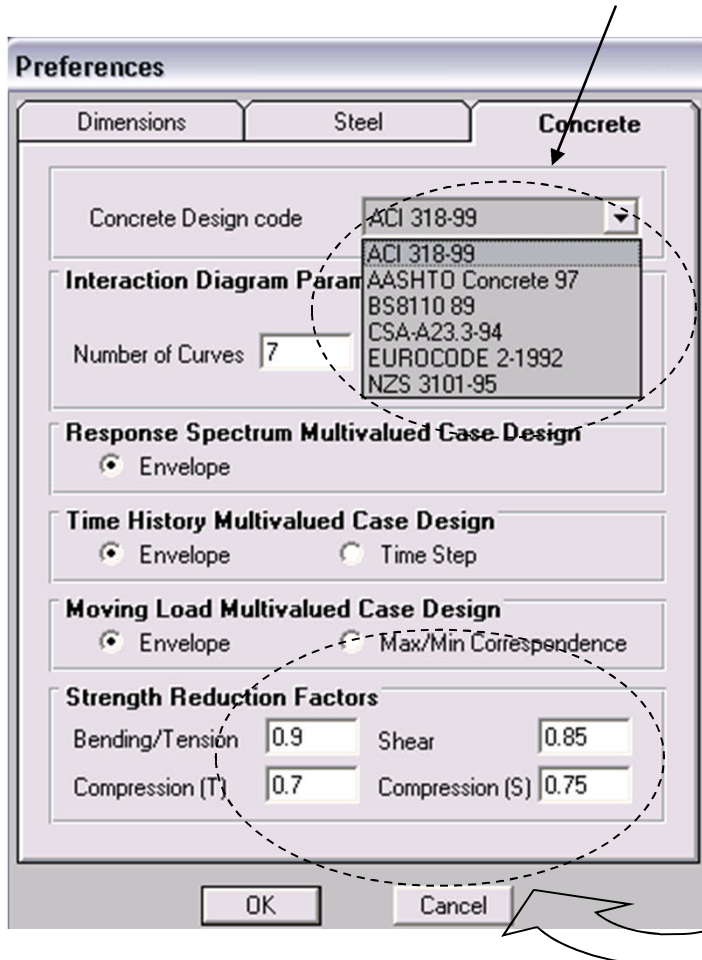 Preferences
Dimensions Steel Concrete
Concrete Design code ACI 318-99
ACI 318-99
AASHTO Concrete 97
BS8110 89
CSA-A23.3-94
EUROCODE 2-1992
NZS 3101-95
Interaction Diagram Param
Number of Curves 7
Response Spectrum Multivalued Case Design
Envelope
Time History Multivalued Case Design
Envelope Time Step
Moving Load Multivalued Case Design
Envelope Max/Min Correspondence
Strength Reduction Factors
Bending/Tension 0.9 Shear 0.85
Compression (T) 0.7 Compression (S) 0.75
OK Cancel